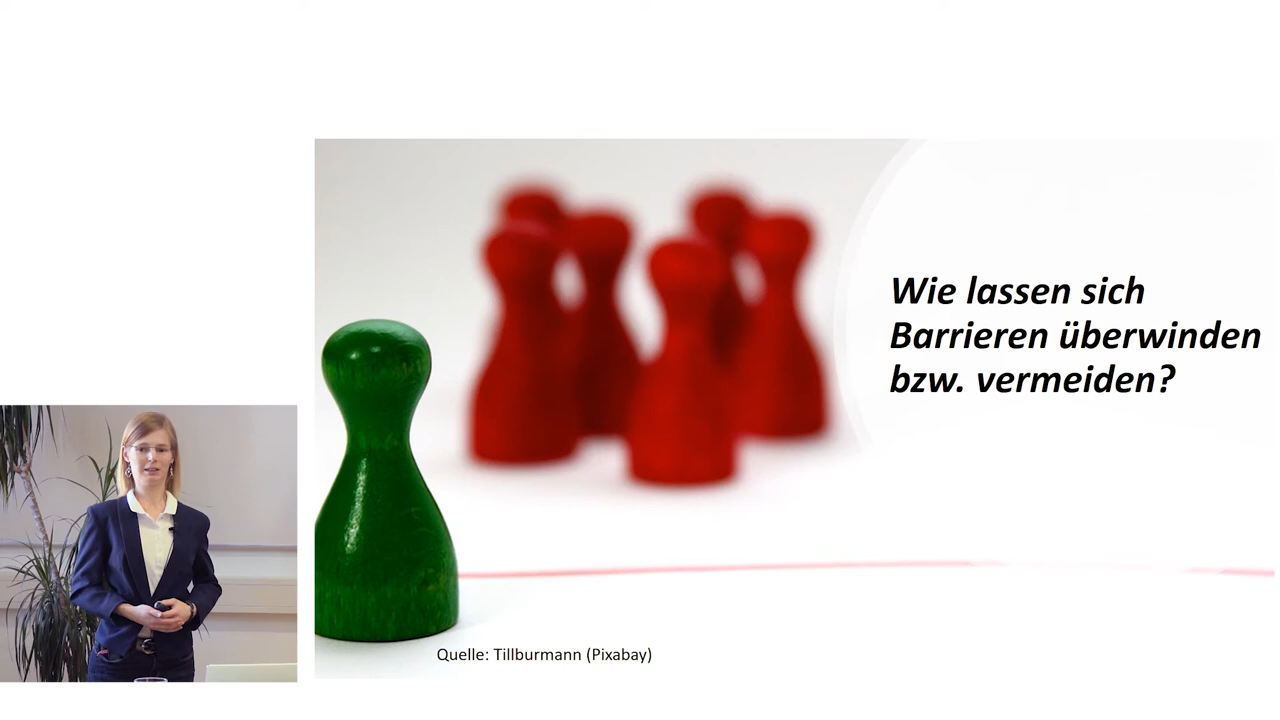 Wie lassen sich
Barrieren überwinden
bzw. vermeiden?
Quelle: Tillburmann (Pixabay)